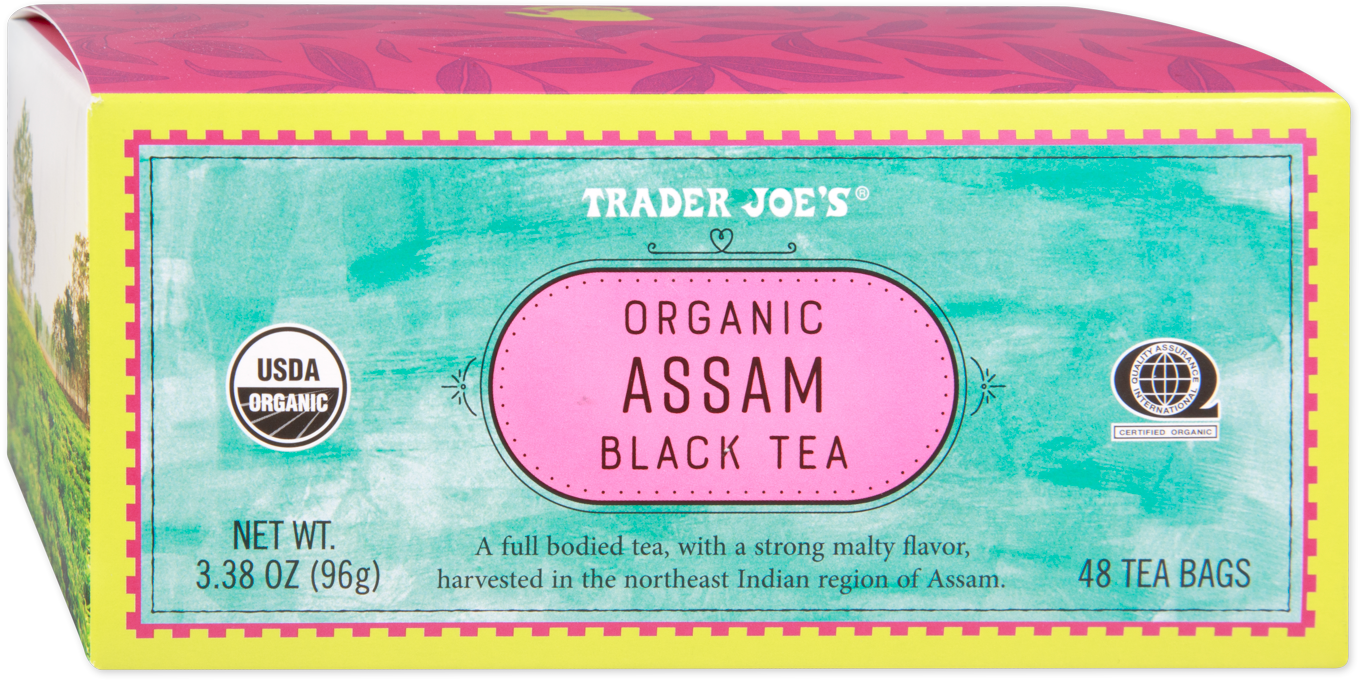 TRADER JOE'S®
ORGANIC
ASSAM
BLACK TEA
USDA
ORGANIC
QUALITY ASSURANCE
INTERNATIONAL
CERTIFIED ORGANIC
NET WT.
3.38 OZ (96g)
A full bodied tea, with a strong malty flavor,
harvested in the northeast Indian region of Assam.
48 TEA BAGS